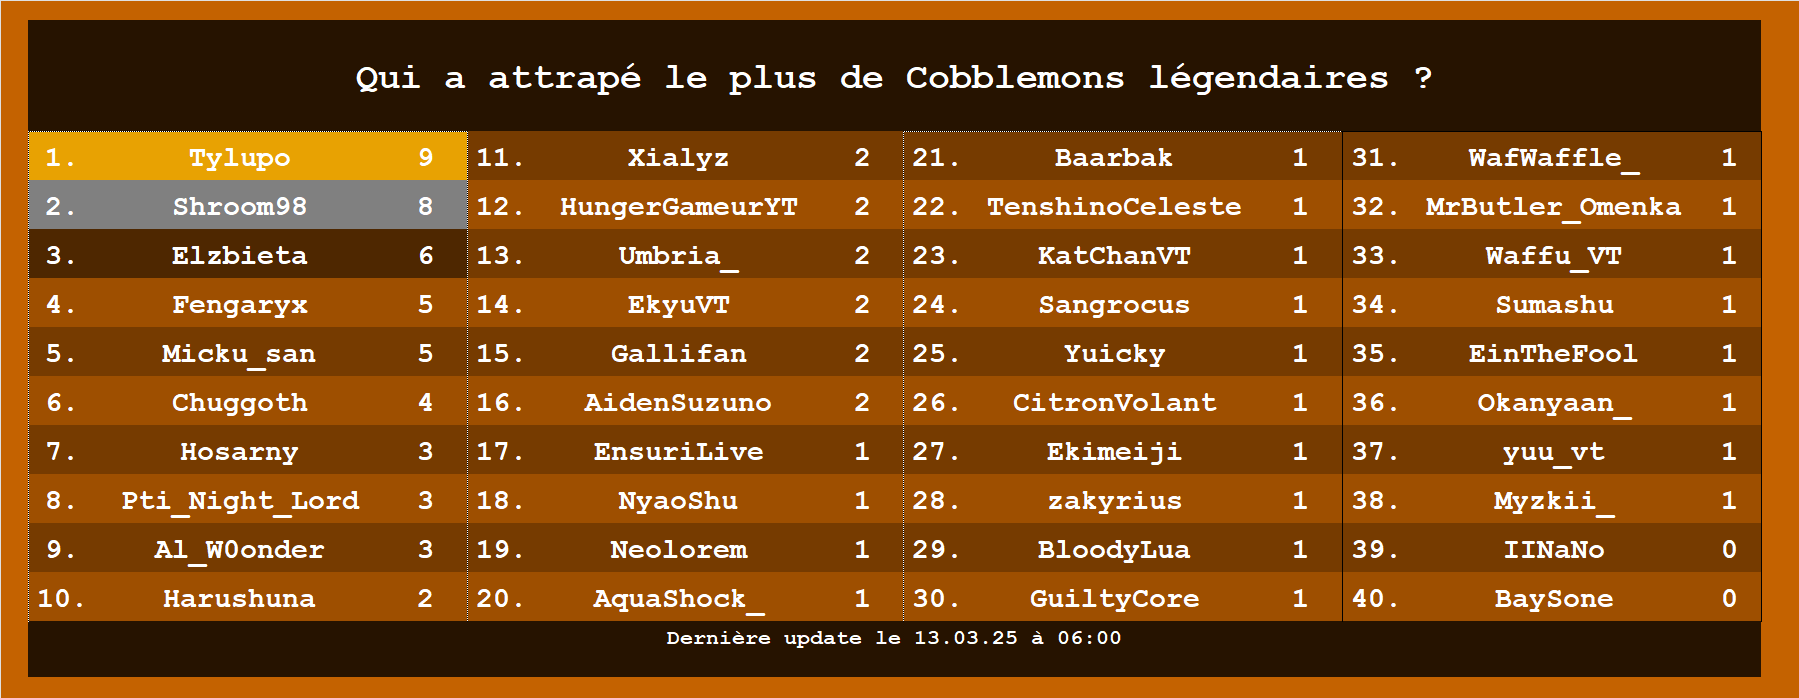 Qui a attrapé le plus de Cobblemons légendaires ?
1. Tylupo 9
2. Shroom98 8
3. Elzbieta 6
4. Fengaryx 5
5. Micku_san 5
6. Chuggoth 4
7. Hosarny 3
8. Pti_Night_Lord 3
9. Al_W0onder 3
10. Harushuna 2
11. Xialyz 2
12. HungerGameurYT 2
13. Umbria_ 2
14. EkyuVT 2
15. Gallifan 2
16. AidenSuzuno 2
17. EnsuriLive 1
18. NyaoShu 1
19. Neolorem 1
20. AquaShock_ 1
21. Baarbak 1
22. TenshinoCeleste 1
23. KatChanVT 1
24. Sangrocus 1
25. Yuicky 1
26. CitronVolant 1
27. Ekimeiji 1
28. zakyrius 1
29. BloodyLua 1
30. GuiltyCore 1
31. WafWaffle_ 1
32. MrButler_Omenka 1
33. Waffu_VT 1
34. Sumashu 1
35. EinTheFool 1
36. Okanyaan_ 1
37. yuu_vt 1
38. Myzkii_ 1
39. IINaNo 0
40. BaySone 0
Dernière update le 13.03.25 à 06:00